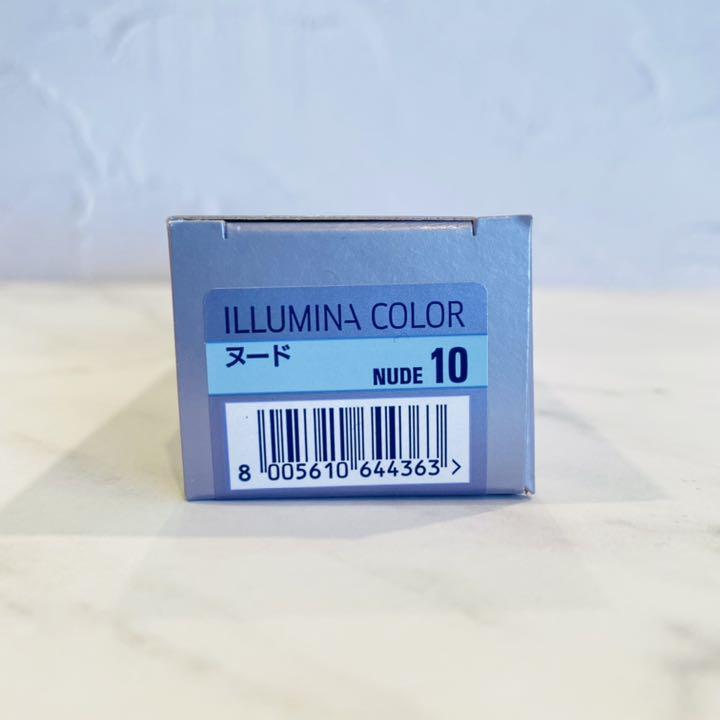 ILLUMINA COLOR
ヌード
NUDE 10
8 005610 644363 >